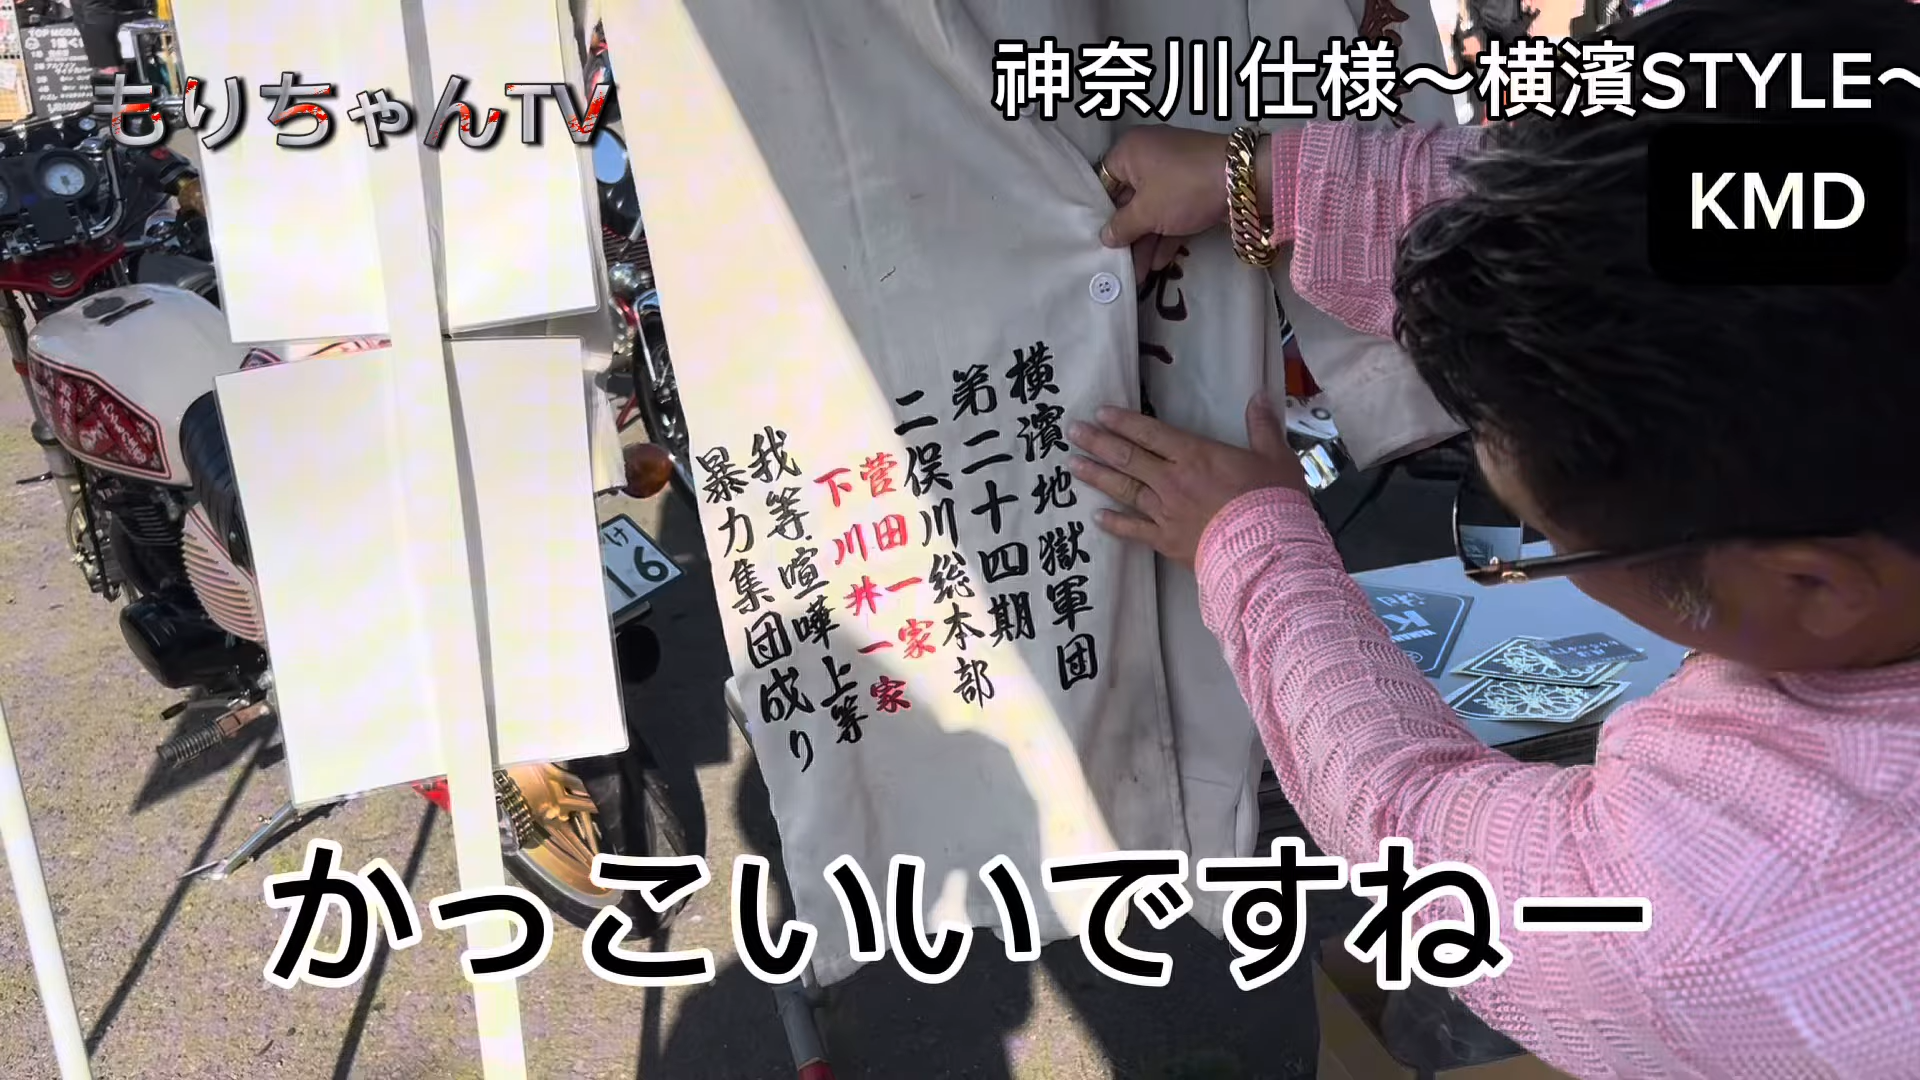 もりちゃんTV
神奈川仕様〜横濱STYLE〜
KMD
横濱地獄軍団
第二十四期
二俣川総本部
菅田一家
下川井一家
我等喧嘩上等
暴力集団成り
16
かっこいいですねー